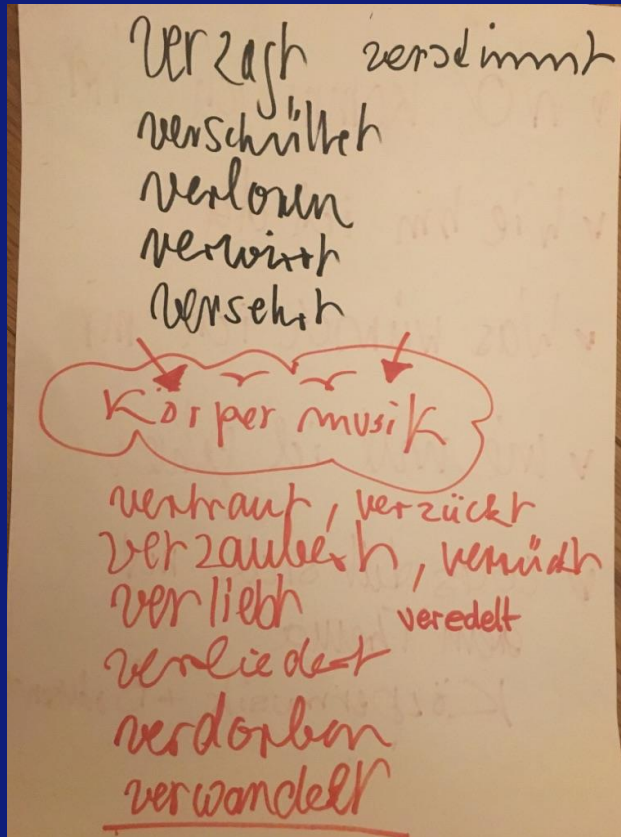 verzagt verstimmt
verschüttet
verloren
verwirrt
versehrt
Körper musik
vertraut, verzückt
verzaubert, verrückt
verliebt veredelt
verliedert
verdorben
verwandelt